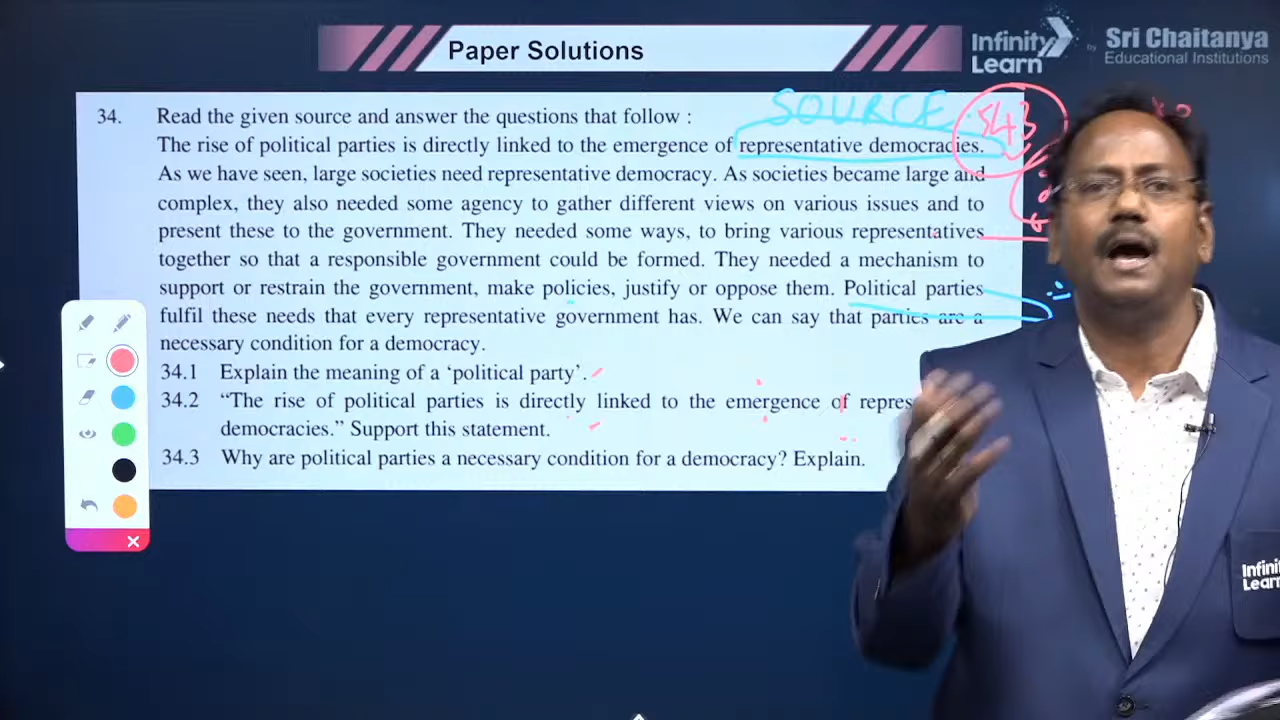 Paper Solutions
Infinity
Learn
by
Sri Chaitanya
Educational Institutions
SOURCE
543
34. Read the given source and answer the questions that follow :
The rise of political parties is directly linked to the emergence of representative democracies.
As we have seen, large societies need representative democracy. As societies became large and
complex, they also needed some agency to gather different views on various issues and to
present these to the government. They needed some ways, to bring various representatives
together so that a responsible government could be formed. They needed a mechanism to
support or restrain the government, make policies, justify or oppose them. Political parties
fulfil these needs that every representative government has. We can say that parties are a
necessary condition for a democracy.
34.1 Explain the meaning of a ‘political party’.
34.2 “The rise of political parties is directly linked to the emergence of repres
democracies.” Support this statement.
34.3 Why are political parties a necessary condition for a democracy? Explain.
Infini
Lear